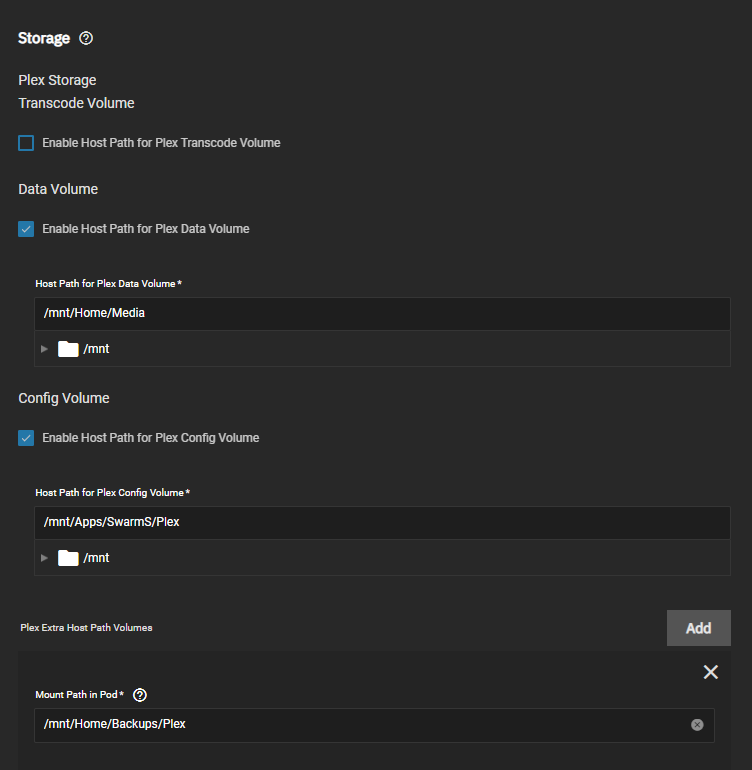 Storage
Plex Storage
Transcode Volume
Enable Host Path for Plex Transcode Volume
Data Volume
Enable Host Path for Plex Data Volume
Host Path for Plex Data Volume *
/mnt/Home/Media
/mnt
Config Volume
Enable Host Path for Plex Config Volume
Host Path for Plex Config Volume *
/mnt/Apps/SwarmS/Plex
/mnt
Plex Extra Host Path Volumes
Add
Mount Path in Pod *
/mnt/Home/Backups/Plex